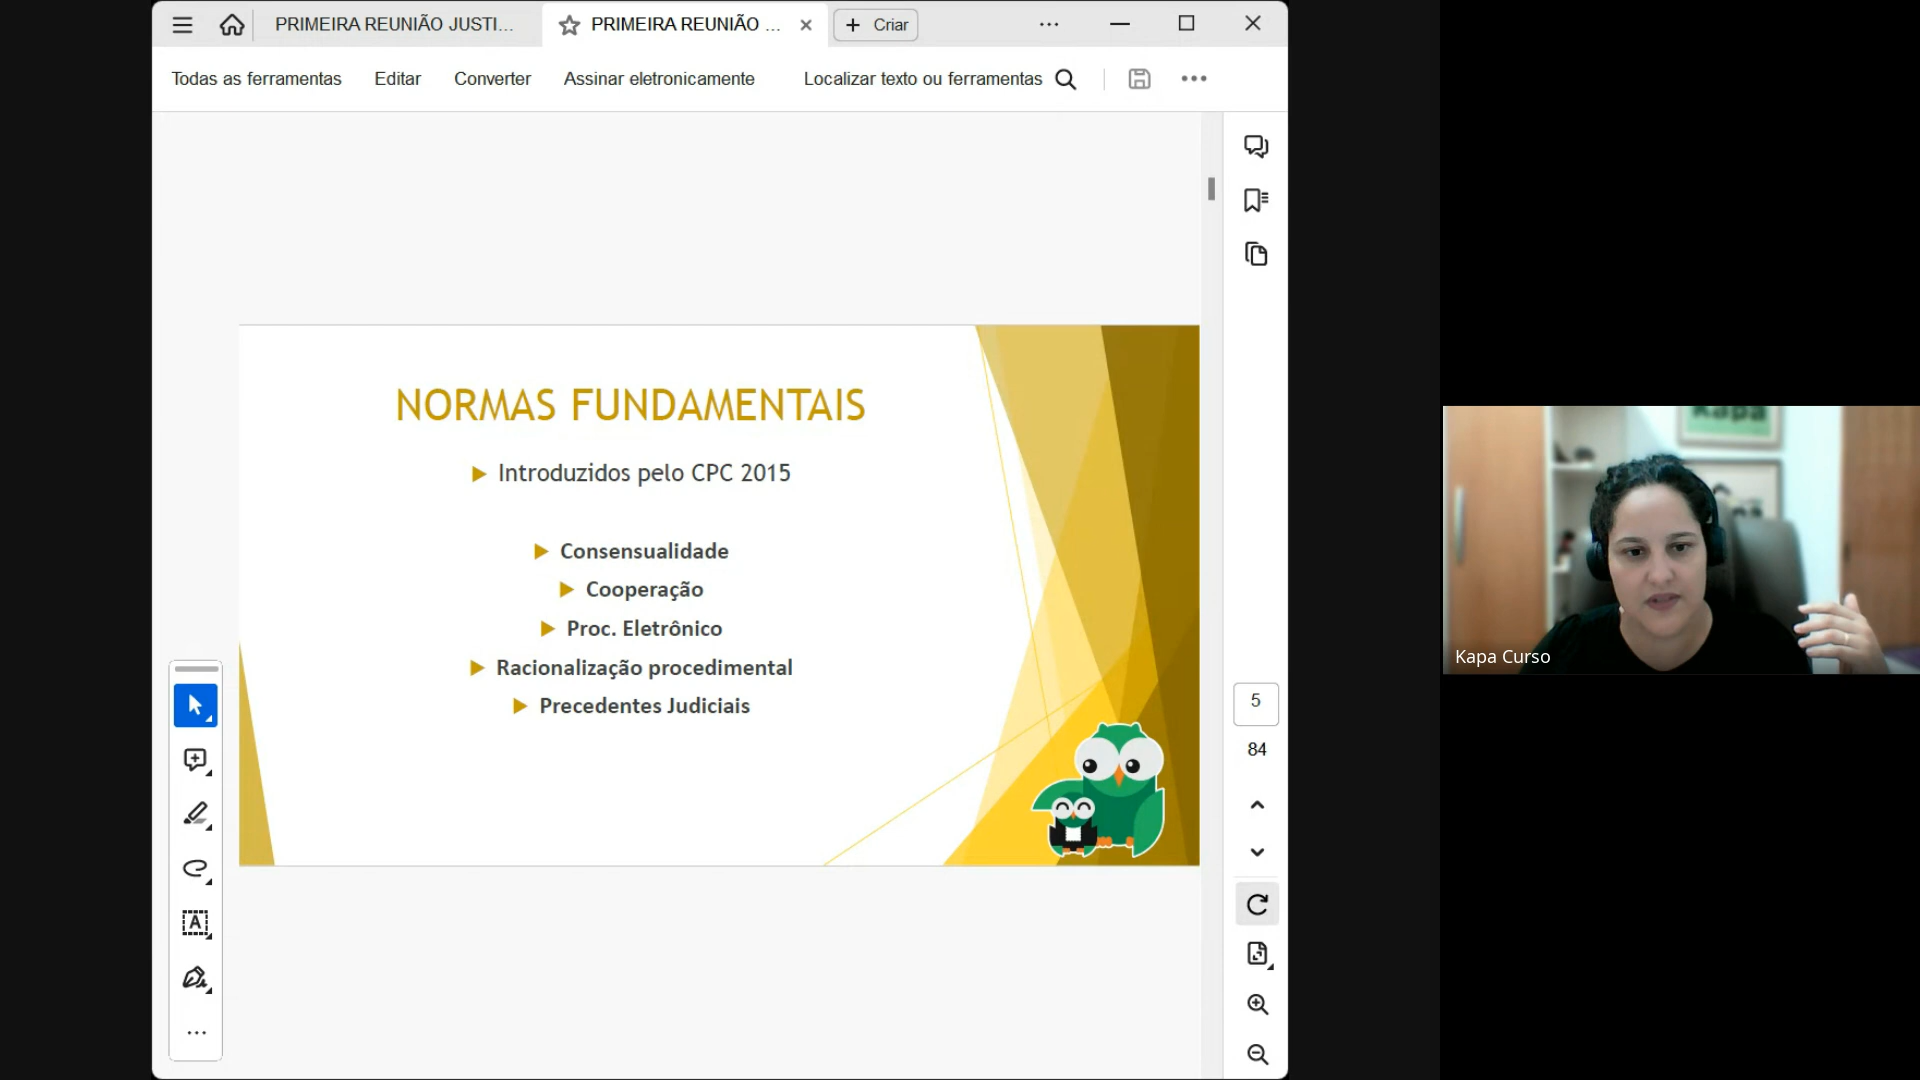 PRIMEIRA REUNIÃO JUSTI...
PRIMEIRA REUNIÃO ...
Criar
Todas as ferramentas
Editar
Converter
Assinar eletronicamente
Localizar texto ou ferramentas
NORMAS FUNDAMENTAIS
Introduzidos pelo CPC 2015
Consensualidade
Cooperação
Proc. Eletrônico
Racionalização procedimental
Precedentes Judiciais
5
84
Kapa
Kapa Curso